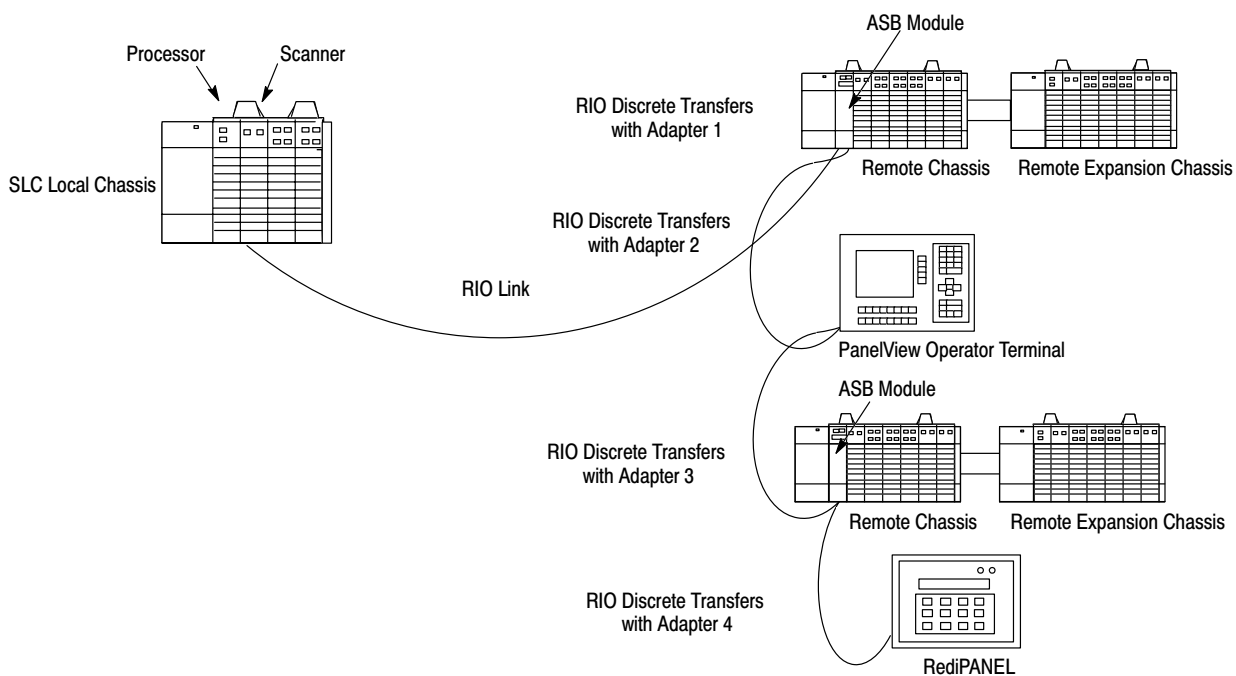 ASB Module
Processor
Scanner
RIO Discrete Transfers
with Adapter 1
SLC Local Chassis
Remote Chassis
Remote Expansion Chassis
RIO Discrete Transfers
with Adapter 2
RIO Link
PanelView Operator Terminal
ASB Module
RIO Discrete Transfers
with Adapter 3
Remote Chassis
Remote Expansion Chassis
RIO Discrete Transfers
with Adapter 4
RediPANEL